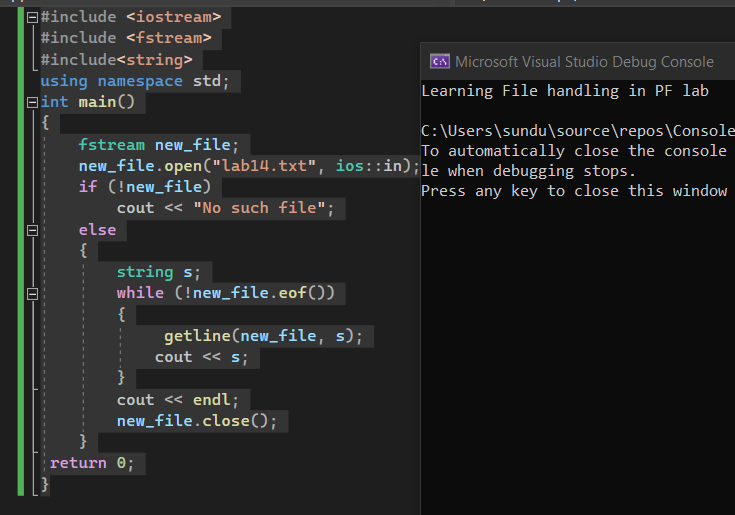 #include <iostream>
#include <fstream>
#include<string>
using namespace std;
int main()
{
fstream new_file;
new_file.open("lab14.txt", ios::in);
if (!new_file)
cout << "No such file";
else
{
string s;
while (!new_file.eof())
{
getline(new_file, s);
cout << s;
}
cout << endl;
new_file.close();
}
return 0;
}
C:\ Microsoft Visual Studio Debug Console
Learning File handling in PF lab
C:\Users\sundu\source\repos\Console
To automatically close the console
le when debugging stops.
Press any key to close this window